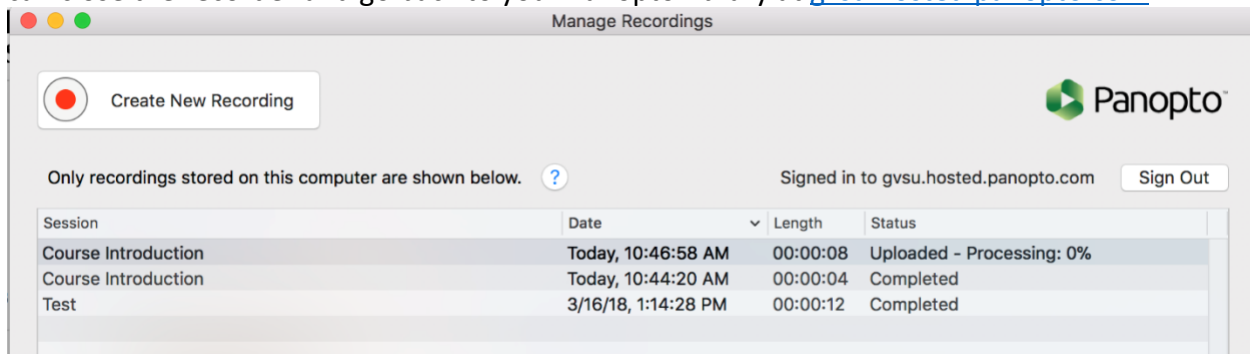 Manage Recordings
Create New Recording
Panopto™
Only recordings stored on this computer are shown below. ?
Signed in to gvsu.hosted.panopto.com Sign Out
Session Date Length Status
Course Introduction Today, 10:46:58 AM 00:00:08 Uploaded - Processing: 0%
Course Introduction Today, 10:44:20 AM 00:00:04 Completed
Test 3/16/18, 1:14:28 PM 00:00:12 Completed